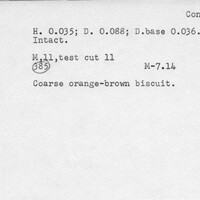 Con
H. 0.035; D. 0.088; D.base 0.036.
Intact.
M,11,test cut 11
385 M-7.14
Coarse orange-brown biscuit.